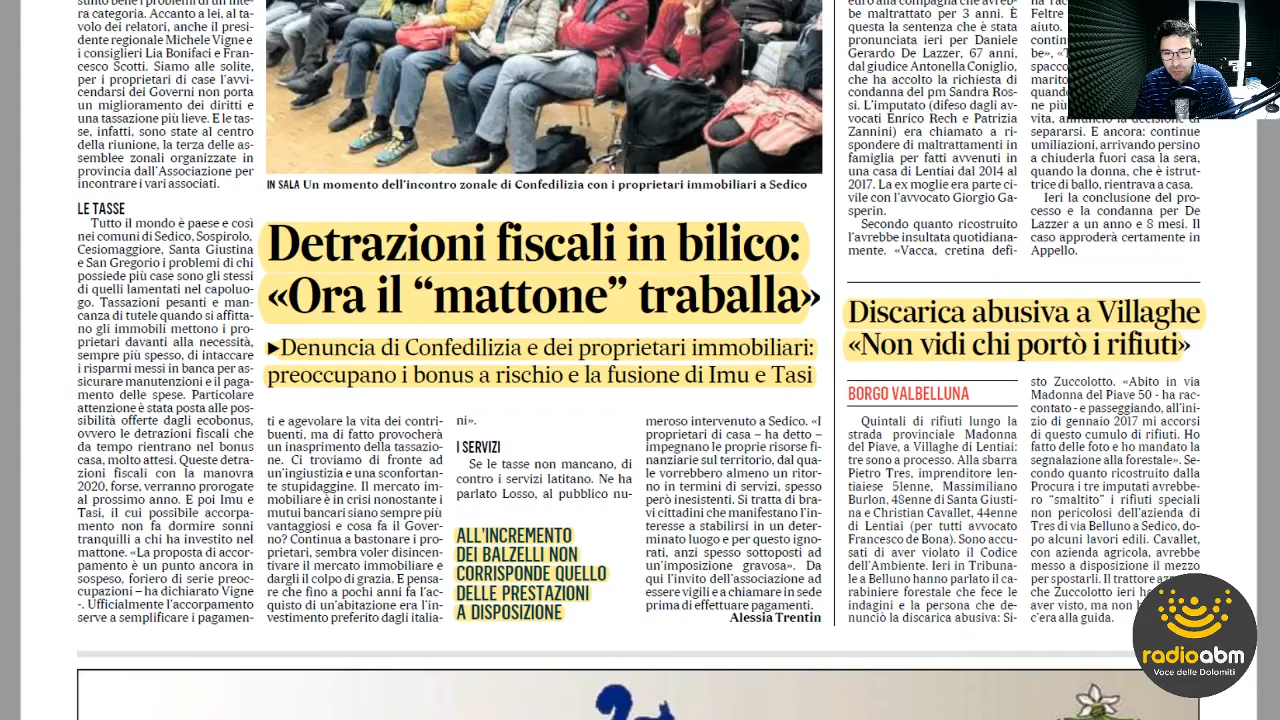 sunto bene i problemi di un'intera
tera categoria. Accanto a lei, al ta-
volo dei relatori, anche il presi-
dente regionale Michele Vigne e
i consiglieri Lia Bonifaci e Fran-
cesco Scotti. Siamo alle solite,
per i proprietari di case l'avvi-
cendarsi dei Governi non porta
un miglioramento dei diritti e
una tassazione più lieve. E le tas-
se, infatti, sono state al centro
della riunione, la terza delle as-
semblee zonali organizzate in
provincia dall'Associazione per
incontrare i vari associati.
LE TASSE
Tutto il mondo è paese e così
nei comuni di Sedico, Sospirolo,
Cesiomaggiore, Santa Giustina
e San Gregorio i problemi di chi
possiede più case sono gli stessi
di quelli lamentati nel capoluo-
go. Tassazioni pesanti e man-
canza di tutele quando si affitta-
no gli immobili mettono i pro-
prietari davanti alla necessità,
sempre più spesso, di intaccare
i risparmi messi in banca per as-
sicurare manutenzioni e il paga-
mento delle spese. Particolare
attenzione è stata posta alle pos-
sibilità offerte dagli ecobonus,
ovvero le detrazioni fiscali che
da tempo rientrano nel bonus
casa, molto attesi. Queste detra-
zioni fiscali con la manovra
2020, forse, verranno prorogate
al prossimo anno. E poi Imu e
Tasi, il cui possibile accorpa-
mento non fa dormire sonni
tranquilli a chi ha investito nel
mattone. «La proposta di accor-
pamento è un punto ancora in
sospeso, foriero di serie preoc-
cupazioni – ha dichiarato Vigne
-. Ufficialmente l'accorpamento
serve a semplificare i pagamen-
IN SALA Un momento dell'incontro zonale di Confedilizia con i proprietari immobiliari a Sedico
Detrazioni fiscali in bilico:
«Ora il “mattone” traballa»
►Denuncia di Confedilizia e dei proprietari immobiliari:
preoccupano i bonus a rischio e la fusione di Imu e Tasi
ti e agevolare la vita dei contri-
buenti, ma di fatto provocherà
un inasprimento della tassazio-
ne. Ci troviamo di fronte ad
un'ingiustizia e una sconfortan-
te stupidaggine. Il mercato im-
mobiliare è in crisi nonostante i
mutui bancari siano sempre più
vantaggiosi e cosa fa il Gover-
no? Continua a bastonare i pro-
prietari, sembra voler disincen-
tivare il mercato immobiliare e
dargli il colpo di grazia. E pensa-
re che fino a pochi anni fa l'ac-
quisto di un'abitazione era l'in-
vestimento preferito dagli italia-
ni».
I SERVIZI
Se le tasse non mancano, di
contro i servizi latitano. Ne ha
parlato Losso, al pubblico nu-
ALL'INCREMENTO
DEI BALZELLI NON
CORRISPONDE QUELLO
DELLE PRESTAZIONI
A DISPOSIZIONE
meroso intervenuto a Sedico. «I
proprietari di casa – ha detto –
impegnano le proprie risorse fi-
nanziarie sul territorio, dal qua-
le vorrebbero almeno un ritor-
no in termini di servizi, spesso
però inesistenti. Si tratta di bra-
vi cittadini che manifestano l'in-
teresse a stabilirsi in un deter-
minato luogo e per questo igno-
rati, anzi spesso sottoposti ad
un'imposizione gravosa». Da
qui l'invito dell'associazione ad
essere vigili e a chiamare in sede
prima di effettuare pagamenti.
Alessia Trentin
euro alla compagna che avreb-
be maltrattato per 3 anni. È
questa la sentenza che è stata
pronunciata ieri per Daniele
Gerardo De Lazzer, 67 anni,
dal giudice Antonella Coniglio,
che ha accolto la richiesta di
condanna del pm Sandra Ros-
si. L'imputato (difeso dagli av-
vocati Enrico Rech e Patrizia
Zannini) era chiamato a ri-
spondere di maltrattamenti in
famiglia per fatti avvenuti in
una casa di Lentiai dal 2014 al
2017. La ex moglie era parte ci-
vile con l'avvocato Giorgio Ga-
sperin.
Secondo quanto ricostruito
l'avrebbe insultata quotidiana-
mente. «Vacca, cretina defi-
Feltre
aiuto.
contin
be», «T
spacco
marito
quando
ne più
vita, annunciò la decisione di
separarsi. E ancora: continue
umiliazioni, arrivando persino
a chiuderla fuori casa la sera,
quando la donna, che è istrut-
trice di ballo, rientrava a casa.
Ieri la conclusione del pro-
cesso e la condanna per De
Lazzer a un anno e 8 mesi. Il
caso approderà certamente in
Appello.
Discarica abusiva a Villaghe
«Non vidi chi portò i rifiuti»
BORGO VALBELLUNA
Quintali di rifiuti lungo la
strada provinciale Madonna
del Piave, a Villaghe di Lentiai:
tre sono a processo. Alla sbarra
Pietro Tres, imprenditore len-
tiaiese 51enne, Massimiliano
Burlon, 48enne di Santa Giusti-
na e Christian Cavallet, 44enne
di Lentiai (per tutti avvocato
Francesco de Bona). Sono accu-
sati di aver violato il Codice
dell'Ambiente. Ieri in Tribuna-
le a Belluno hanno parlato il ca-
rabiniere forestale che fece le
indagini e la persona che de-
nunciò la discarica abusiva: Si-
sto Zuccolotto. «Abito in via
Madonna del Piave 50 - ha rac-
contato - e passeggiando, all'ini-
zio di gennaio 2017 mi accorsi
di questo cumulo di rifiuti. Ho
fatto delle foto e ho mandato la
segnalazione alla forestale». Se-
condo quanto ricostruito dalla
Procura i tre imputati avrebbe-
ro “smaltito” i rifiuti speciali
non pericolosi dell'azienda di
Tres di via Belluno a Sedico, do-
po alcuni lavori edili. Cavallet,
con azienda agricola, avrebbe
messo a disposizione il mezzo
per spostarli. Il trattore
che Zuccolotto ieri
aver visto, ma non
c'era alla guida.
radioabm
Voce delle Dolomiti